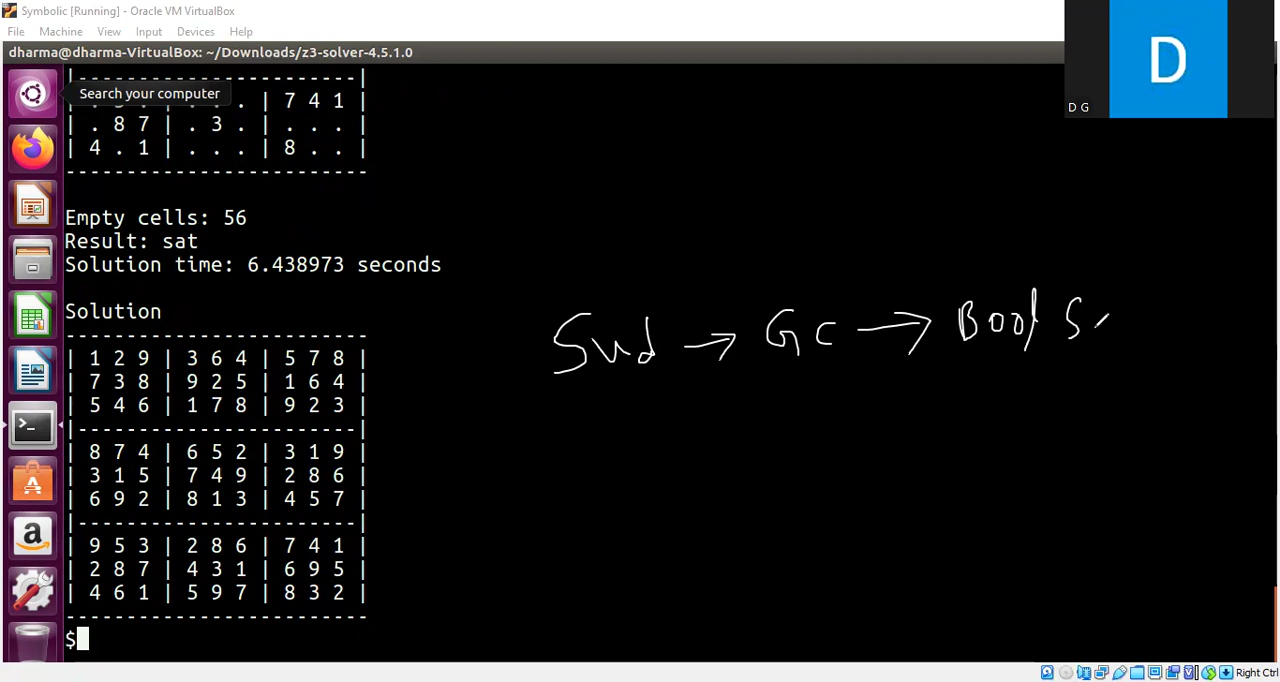 Symbolic [Running] - Oracle VM VirtualBox
File Machine View Input Devices Help
dharma@dharma-VirtualBox: ~/Downloads/z3-solver-4.5.1.0
D
D G
Search your computer
|-----------------------|
. | 7 4 1 |
| . 8 7 | . 3 . | . . . |
| 4 . 1 | . . . | 8 . . |
-------------------------
Empty cells: 56
Result: sat
Solution time: 6.438973 seconds
Solution
-------------------------
| 1 2 9 | 3 6 4 | 5 7 8 |
| 7 3 8 | 9 2 5 | 1 6 4 |
| 5 4 6 | 1 7 8 | 9 2 3 |
|-----------------------|
| 8 7 4 | 6 5 2 | 3 1 9 |
| 3 1 5 | 7 4 9 | 2 8 6 |
| 6 9 2 | 8 1 3 | 4 5 7 |
|-----------------------|
| 9 5 3 | 2 8 6 | 7 4 1 |
| 2 8 7 | 4 3 1 | 6 9 5 |
| 4 6 1 | 5 9 7 | 8 3 2 |
-------------------------
$
Sud → GC → Bool S
a
Right Ctrl